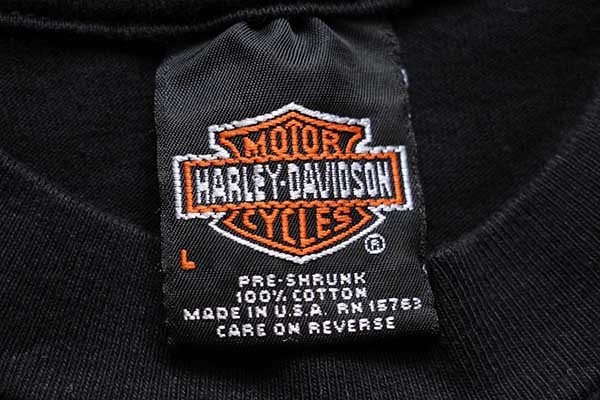 MOTOR
HARLEY-DAVIDSON
CYCLES
®
L
PRE-SHRUNK
100% COTTON
MADE IN U.S.A. RN 15763
CARE ON REVERSE